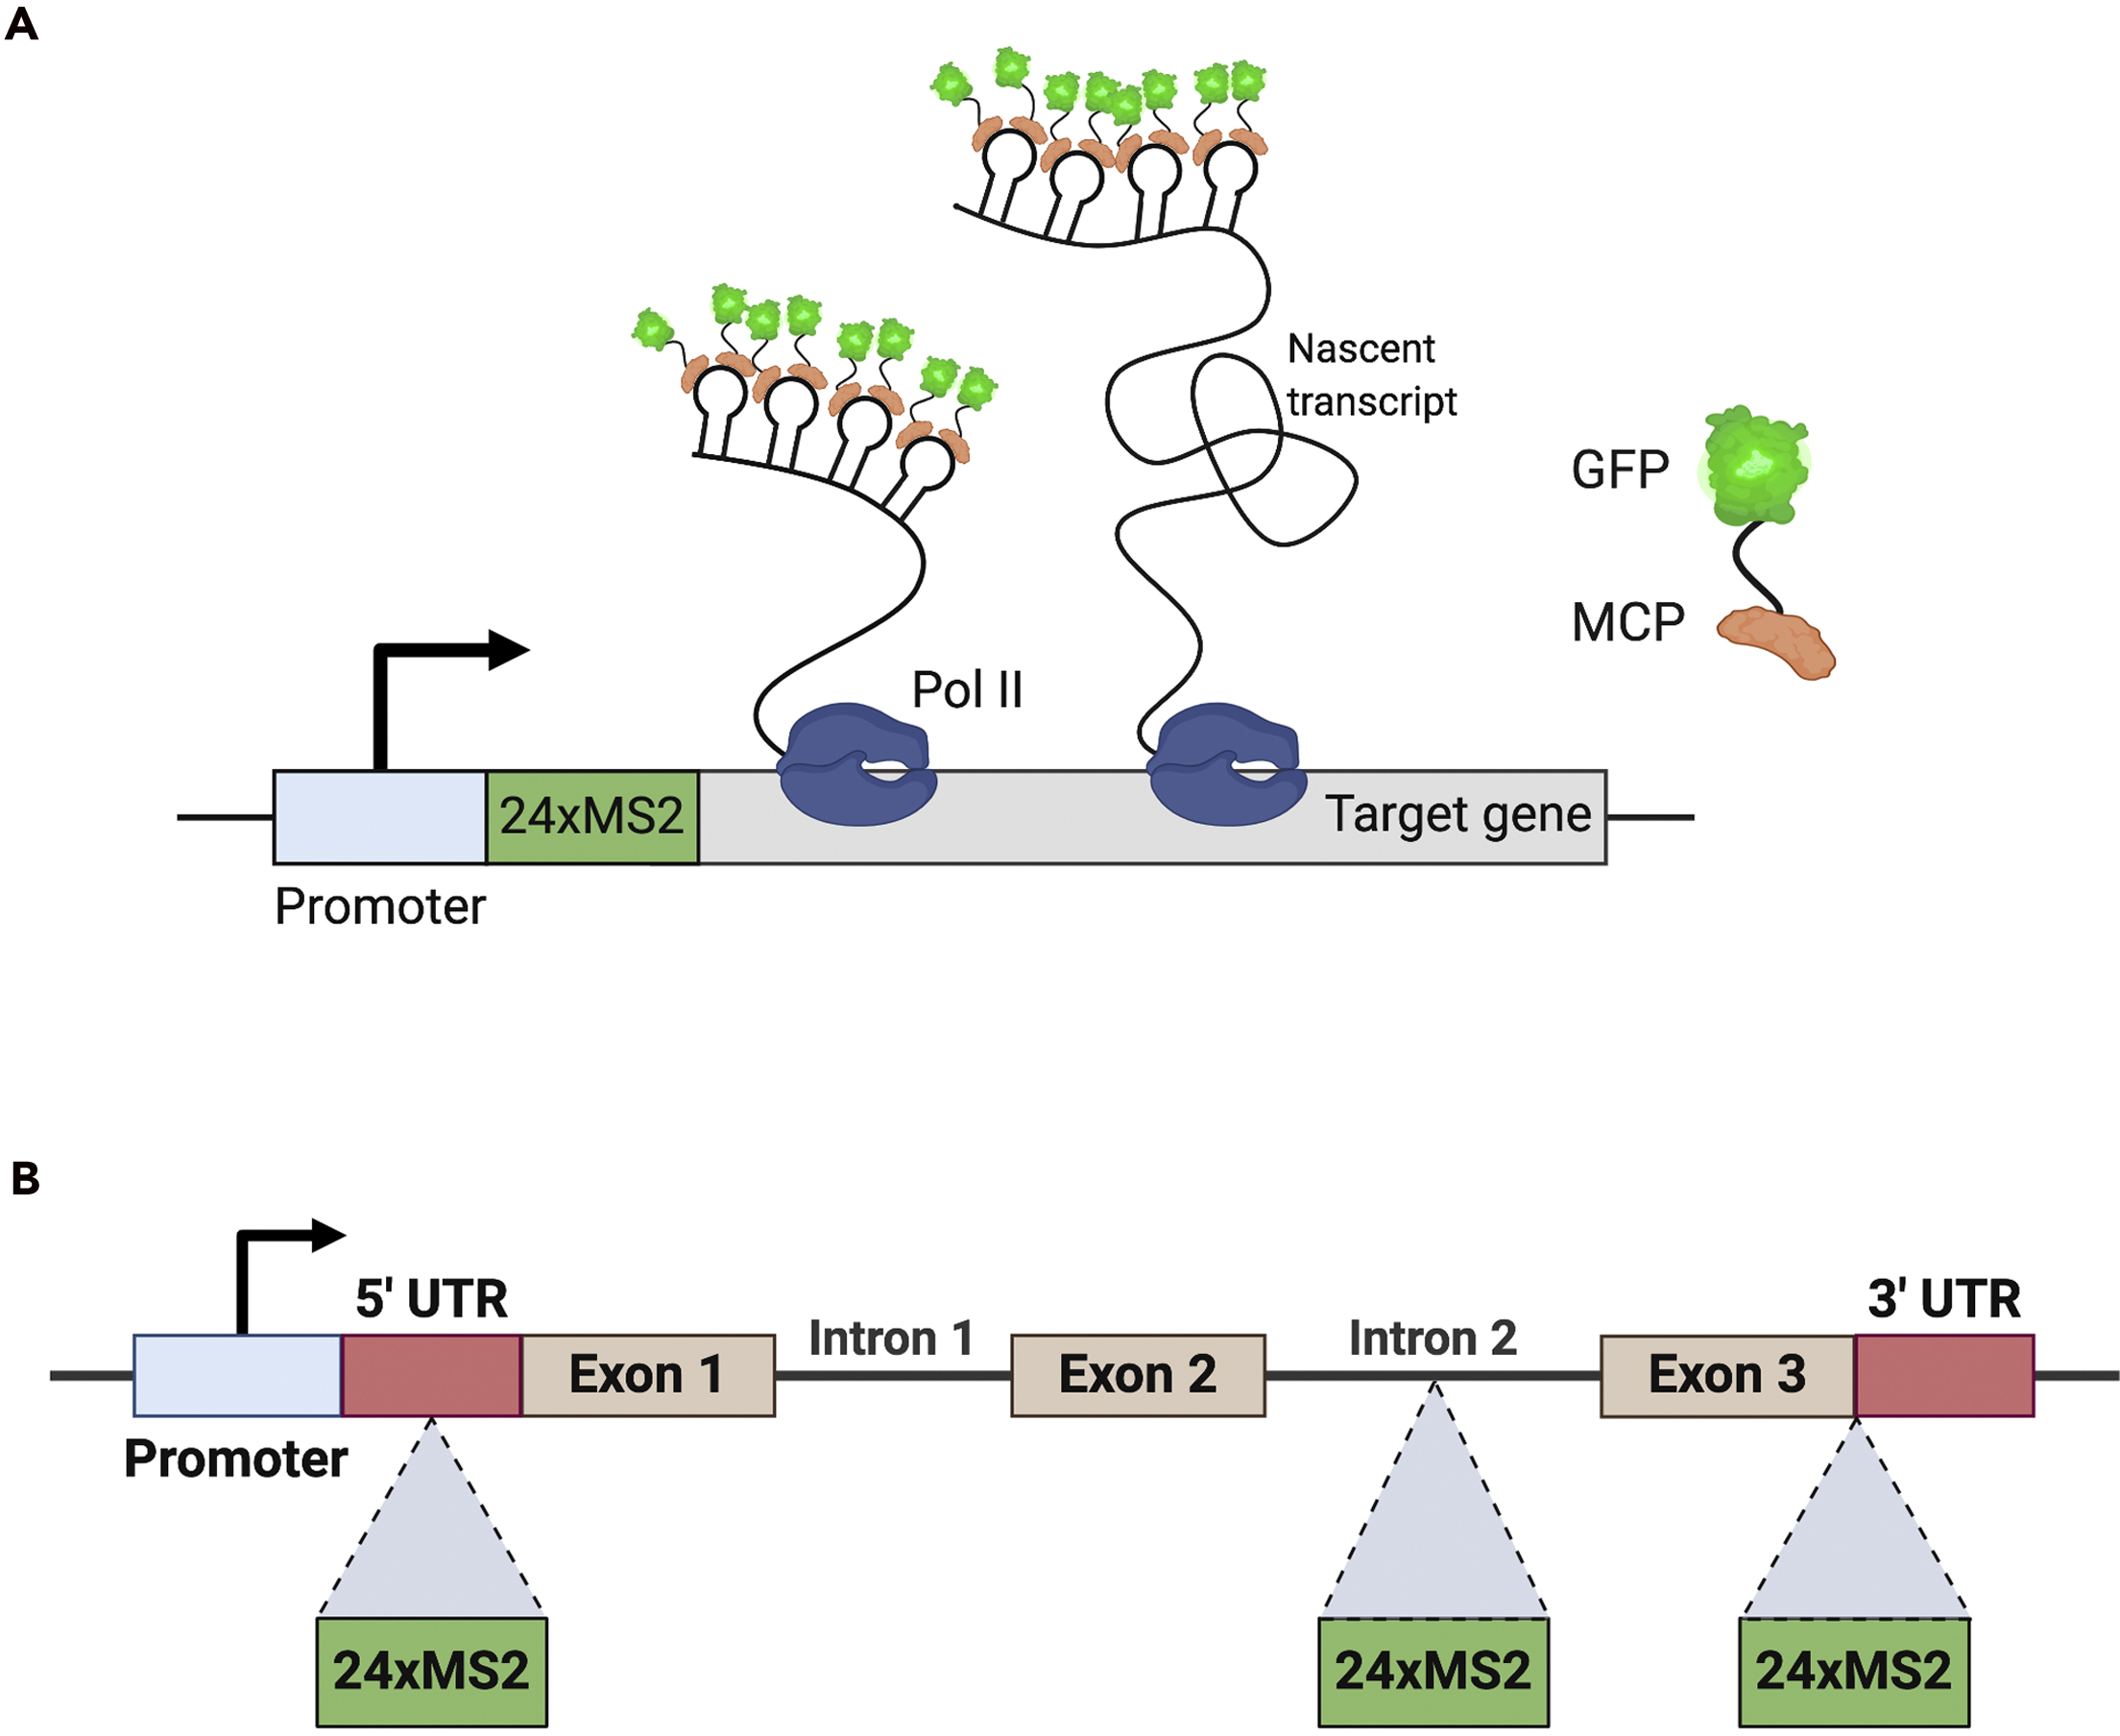 A
Nascent
transcript
GFP
MCP
Pol II
24xMS2
Target gene
Promoter
B
5' UTR
3' UTR
Intron 1
Intron 2
Exon 1
Exon 2
Exon 3
Promoter
24xMS2
24xMS2
24xMS2